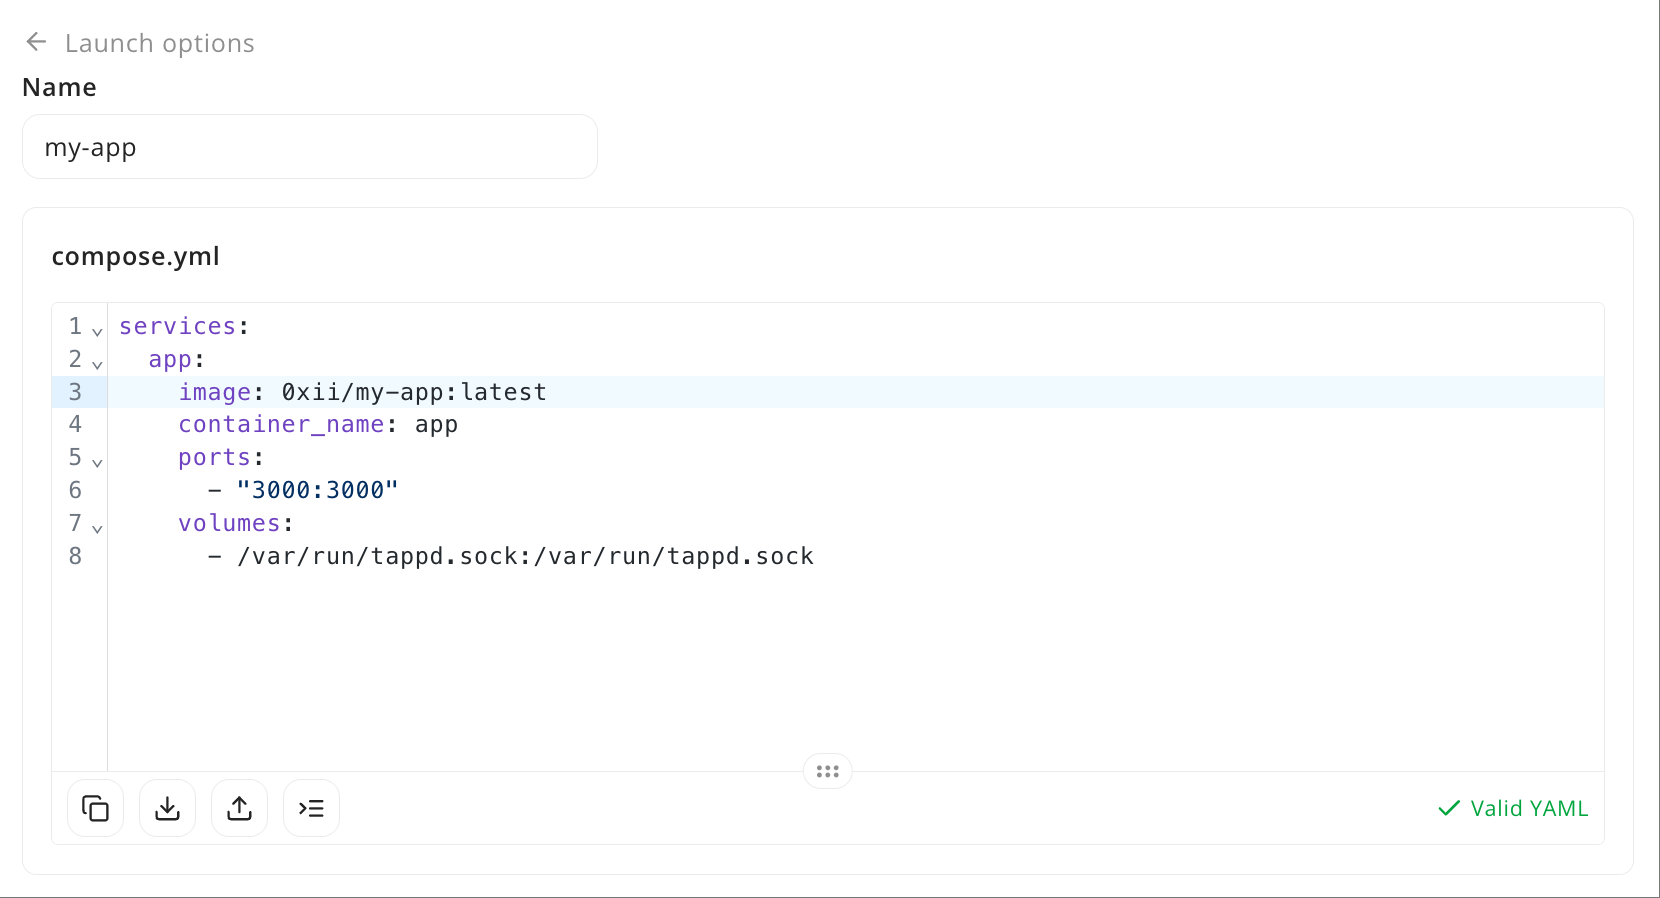 Launch options
Name
my-app
compose.yml
1 services:
2   app:
3     image: 0xii/my-app:latest
4     container_name: app
5     ports:
6       - "3000:3000"
7     volumes:
8       - /var/run/tappd.sock:/var/run/tappd.sock
Valid YAML